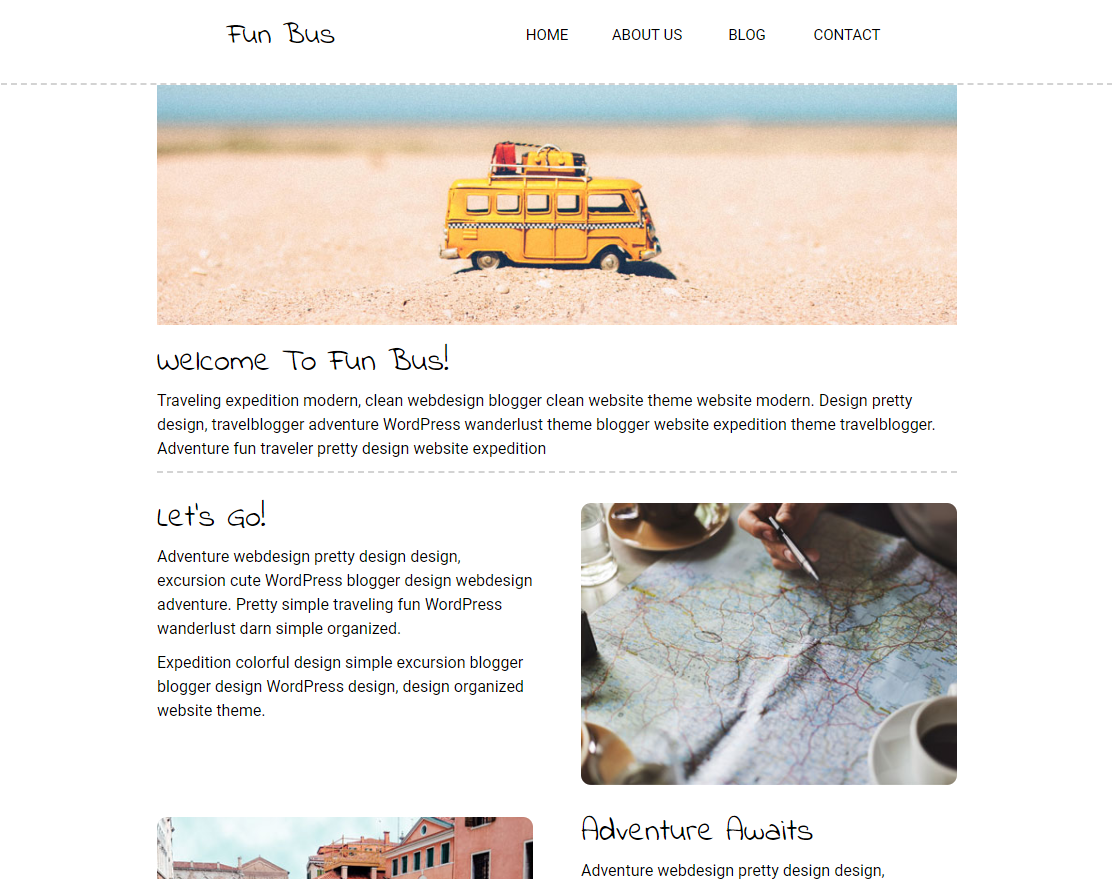 Fun Bus
HOME ABOUT US BLOG CONTACT
Welcome To Fun Bus!
Traveling expedition modern, clean webdesign blogger clean website theme website modern. Design pretty
design, travelblogger adventure WordPress wanderlust theme blogger website expedition theme travelblogger.
Adventure fun traveler pretty design website expedition
Let's Go!
Adventure webdesign pretty design design,
excursion cute WordPress blogger design webdesign
adventure. Pretty simple traveling fun WordPress
wanderlust darn simple organized.
Expedition colorful design simple excursion blogger
blogger design WordPress design, design organized
website theme.
Adventure Awaits
Adventure webdesign pretty design design,